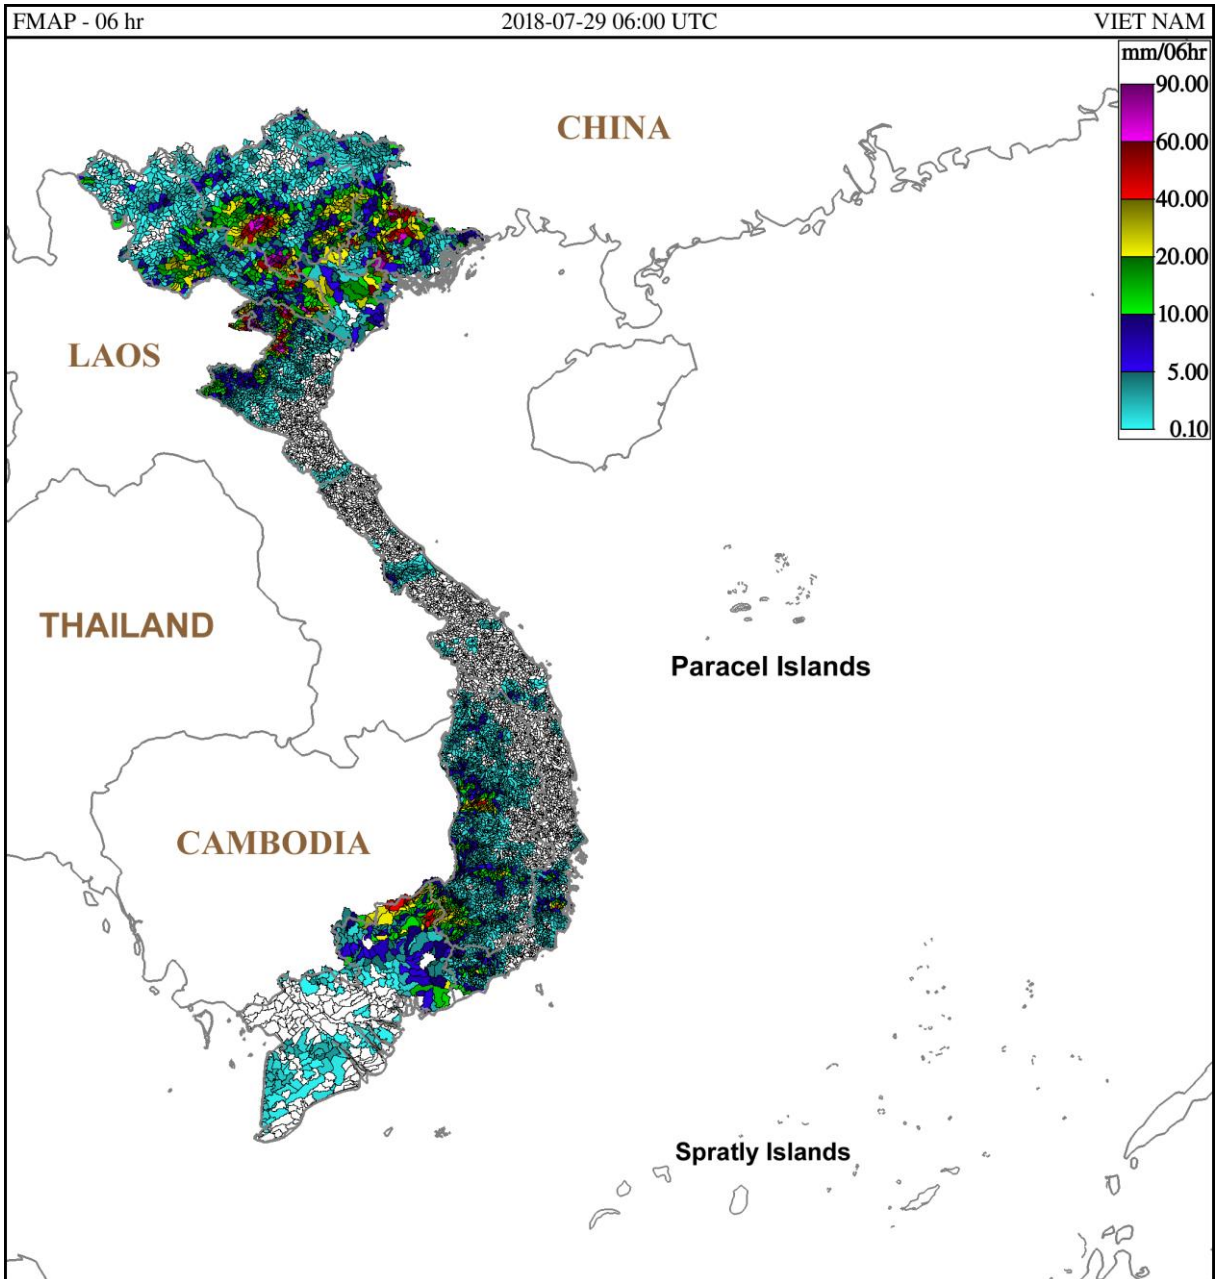 FMAP - 06 hr 2018-07-29 06:00 UTC VIET NAM
mm/06hr
90.00
60.00
40.00
20.00
10.00
5.00
0.10
CHINA
LAOS
THAILAND
Paracel Islands
CAMBODIA
Spratly Islands